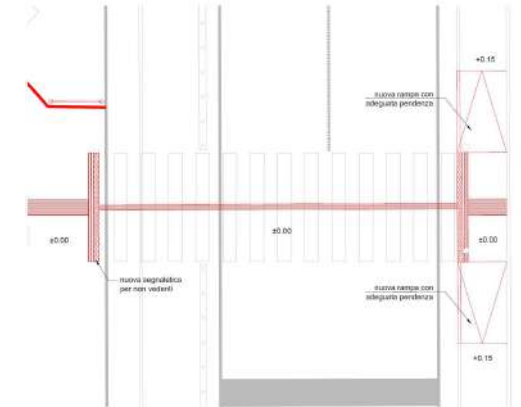 +0.15
nuova rampa con
adeguata pendenza
±0.00
±0.00
±0.00
nuova segnaletica
per non vedenti
nuova rampa con
adeguata pendenza
+0.15